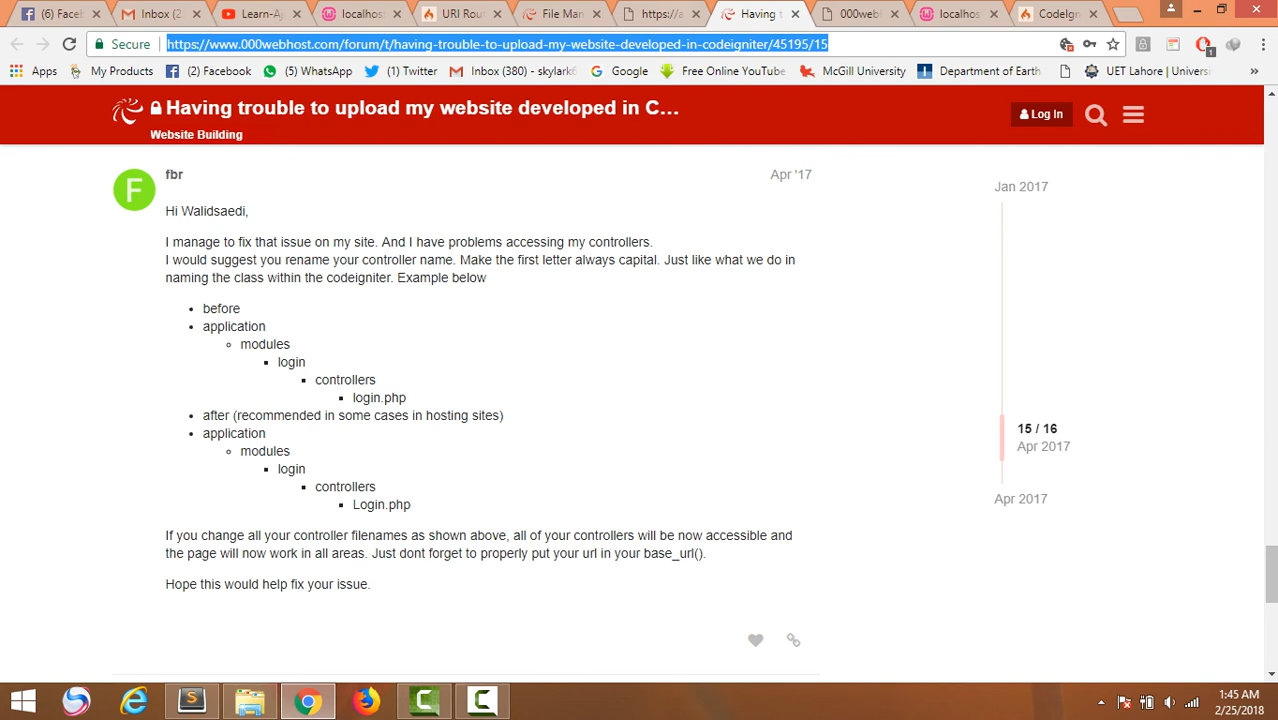 (6) Faceb
Inbox (2
Learn-A
localhos
URI Rou
File Man
https://a
Having t
000webl
localhos
CodeIgn
Secure
https://www.000webhost.com/forum/t/having-trouble-to-upload-my-website-developed-in-codeigniter/45195/15
1
Apps
My Products
(2) Facebook
(5) WhatsApp
(1) Twitter
Inbox (380) - skylark6
Google
Free Online YouTube
McGill University
Department of Earth
UET Lahore | Univers
»
Having trouble to upload my website developed in C...
Website Building
Log In
F
fbr
Apr '17
Hi Walidsaedi,
I manage to fix that issue on my site. And I have problems accessing my controllers.
I would suggest you rename your controller name. Make the first letter always capital. Just like what we do in
naming the class within the codeigniter. Example below
• before
• application
modules
login
controllers
login.php
• after (recommended in some cases in hosting sites)
• application
modules
login
controllers
Login.php
If you change all your controller filenames as shown above, all of your controllers will be now accessible and
the page will now work in all areas. Just dont forget to properly put your url in your base_url().
Hope this would help fix your issue.
Jan 2017
15 / 16
Apr 2017
Apr 2017
1:45 AM
2/25/2018